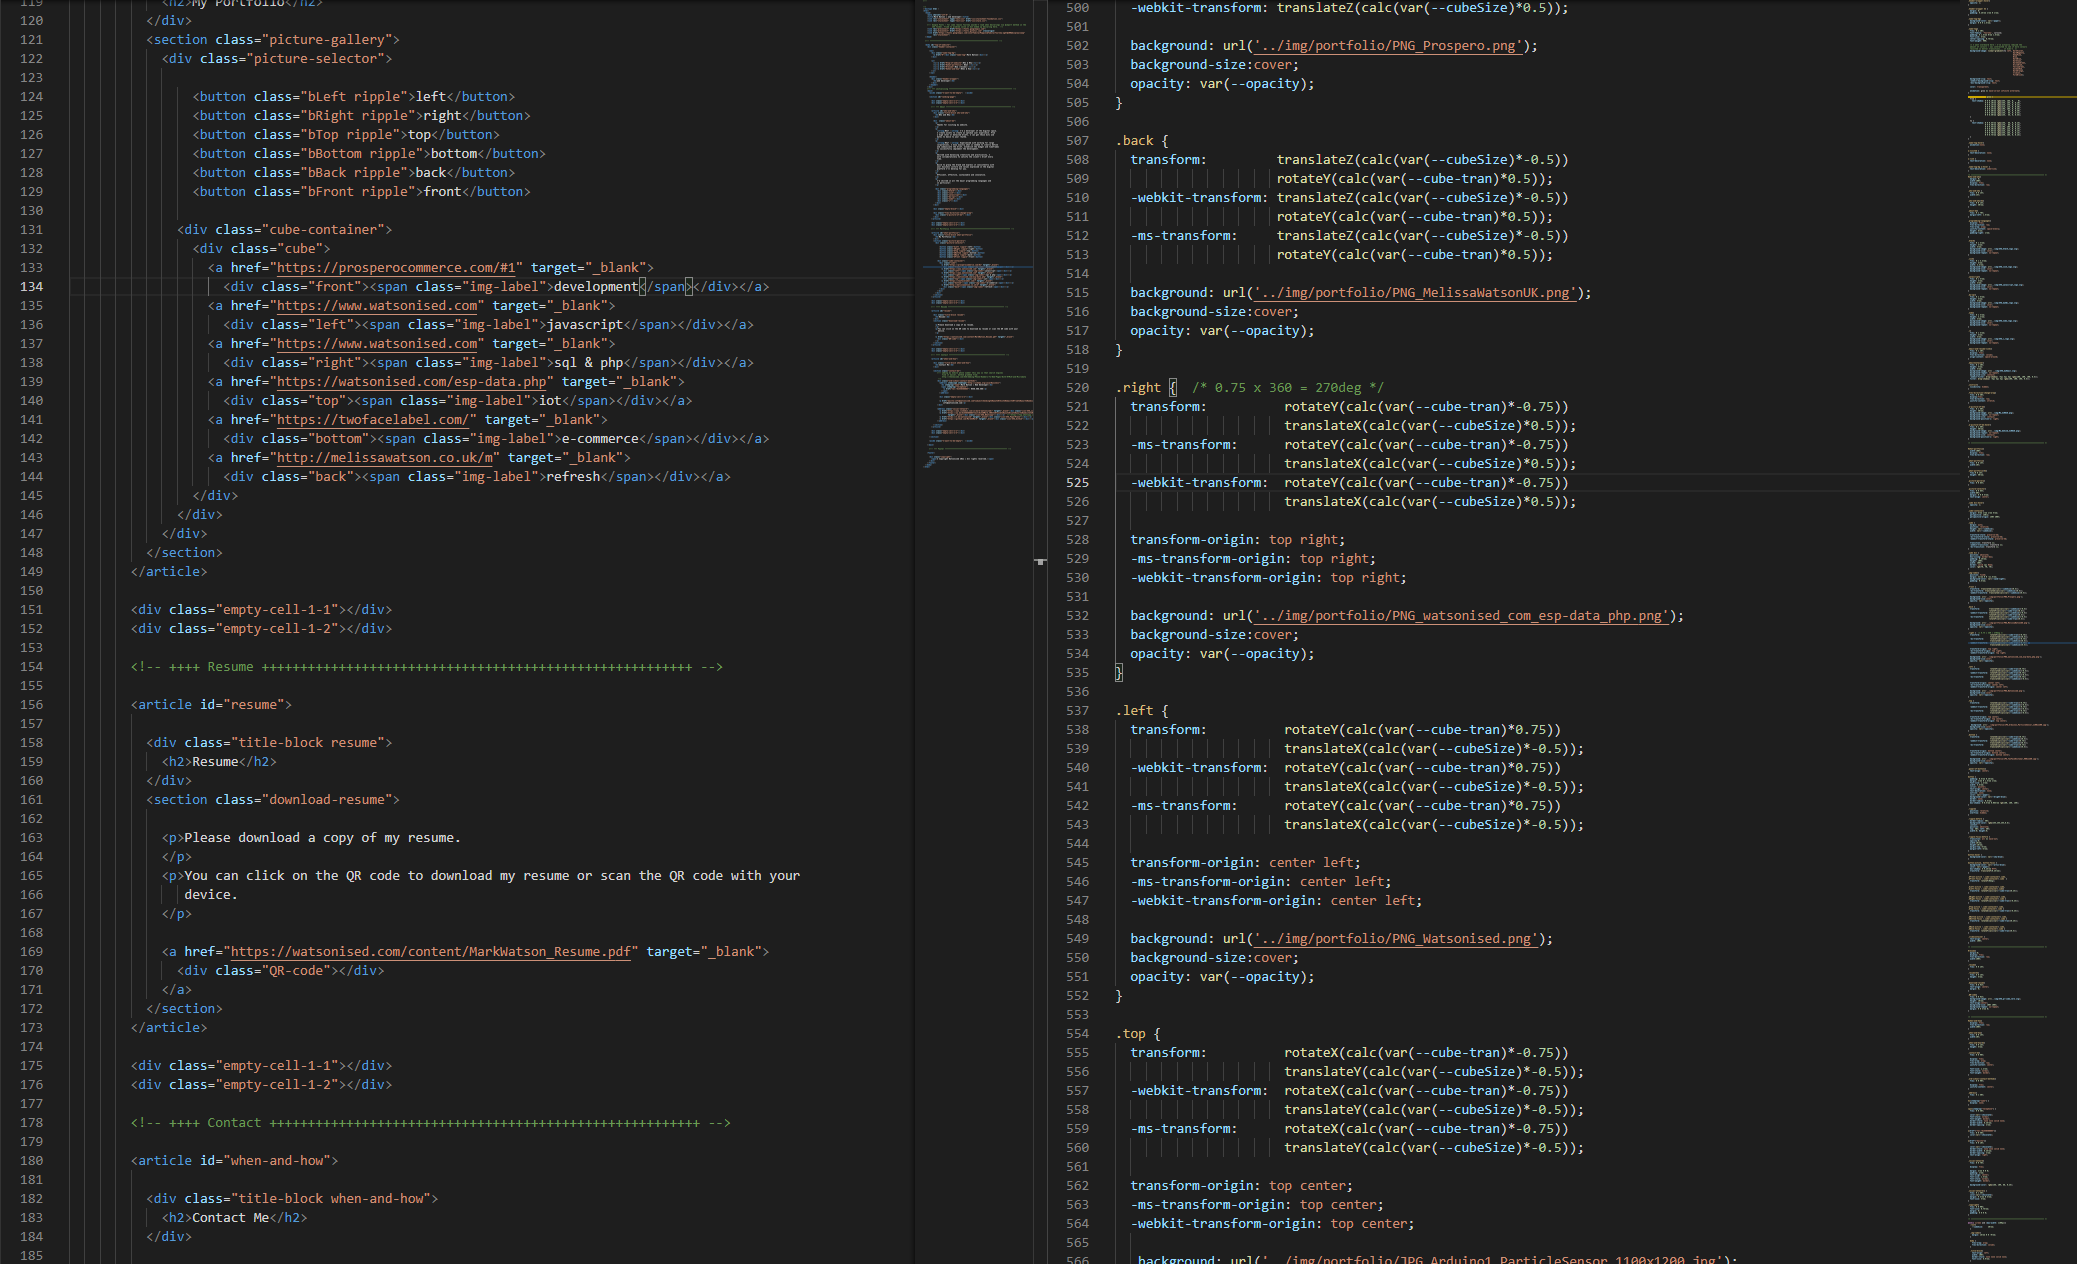 119 <h2>My Portfolio</h2>
120 </div>
121 <section class="picture-gallery">
122 <div class="picture-selector">
123
124 <button class="bLeft ripple">left</button>
125 <button class="bRight ripple">right</button>
126 <button class="bTop ripple">top</button>
127 <button class="bBottom ripple">bottom</button>
128 <button class="bBack ripple">back</button>
129 <button class="bFront ripple">front</button>
130
131 <div class="cube-container">
132 <div class="cube">
133 <a href="https://prosperocommerce.com/#1" target="_blank">
134 <div class="front"><span class="img-label">development</span></div></a>
135 <a href="https://www.watsonised.com" target="_blank">
136 <div class="left"><span class="img-label">javascript</span></div></a>
137 <a href="https://www.watsonised.com" target="_blank">
138 <div class="right"><span class="img-label">sql & php</span></div></a>
139 <a href="https://watsonised.com/esp-data.php" target="_blank">
140 <div class="top"><span class="img-label">iot</span></div></a>
141 <a href="https://twofacelabel.com/" target="_blank">
142 <div class="bottom"><span class="img-label">e-commerce</span></div></a>
143 <a href="http://melissawatson.co.uk/m" target="_blank">
144 <div class="back"><span class="img-label">refresh</span></div></a>
145 </div>
146 </div>
147 </div>
148 </section>
149 </article>
150
151 <div class="empty-cell-1-1"></div>
152 <div class="empty-cell-1-2"></div>
153
154 <!-- ++++ Resume ++++++++++++++++++++++++++++++++++++++++++++++++++++++++ -->
155
156 <article id="resume">
157
158 <div class="title-block resume">
159 <h2>Resume</h2>
160 </div>
161 <section class="download-resume">
162
163 <p>Please download a copy of my resume.
164 </p>
165 <p>You can click on the QR code to download my resume or scan the QR code with your
166 device.
167 </p>
168
169 <a href="https://watsonised.com/content/MarkWatson_Resume.pdf" target="_blank">
170 <div class="QR-code"></div>
171 </a>
172 </section>
173 </article>
174
175 <div class="empty-cell-1-1"></div>
176 <div class="empty-cell-1-2"></div>
177
178 <!-- ++++ Contact ++++++++++++++++++++++++++++++++++++++++++++++++++++++++ -->
179
180 <article id="when-and-how">
181
182 <div class="title-block when-and-how">
183 <h2>Contact Me</h2>
184 </div>
185
500 -webkit-transform: translateZ(calc(var(--cubeSize)*0.5));
501
502 background: url('../img/portfolio/PNG_Prospero.png');
503 background-size:cover;
504 opacity: var(--opacity);
505 }
506
507 .back {
508 transform: translateZ(calc(var(--cubeSize)*-0.5))
509 rotateY(calc(var(--cube-tran)*0.5));
510 -webkit-transform: translateZ(calc(var(--cubeSize)*-0.5))
511 rotateY(calc(var(--cube-tran)*0.5));
512 -ms-transform: translateZ(calc(var(--cubeSize)*-0.5))
513 rotateY(calc(var(--cube-tran)*0.5));
514
515 background: url('../img/portfolio/PNG_MelissaWatsonUK.png');
516 background-size:cover;
517 opacity: var(--opacity);
518 }
519
520 .right { /* 0.75 x 360 = 270deg */
521 transform: rotateY(calc(var(--cube-tran)*-0.75))
522 translateX(calc(var(--cubeSize)*0.5));
523 -ms-transform: rotateY(calc(var(--cube-tran)*-0.75))
524 translateX(calc(var(--cubeSize)*0.5));
525 -webkit-transform: rotateY(calc(var(--cube-tran)*-0.75))
526 translateX(calc(var(--cubeSize)*0.5));
527
528 transform-origin: top right;
529 -ms-transform-origin: top right;
530 -webkit-transform-origin: top right;
531
532 background: url('../img/portfolio/PNG_watsonised_com_esp-data_php.png');
533 background-size:cover;
534 opacity: var(--opacity);
535 }
536
537 .left {
538 transform: rotateY(calc(var(--cube-tran)*0.75))
539 translateX(calc(var(--cubeSize)*-0.5));
540 -webkit-transform: rotateY(calc(var(--cube-tran)*0.75))
541 translateX(calc(var(--cubeSize)*-0.5));
542 -ms-transform: rotateY(calc(var(--cube-tran)*0.75))
543 translateX(calc(var(--cubeSize)*-0.5));
544
545 transform-origin: center left;
546 -ms-transform-origin: center left;
547 -webkit-transform-origin: center left;
548
549 background: url('../img/portfolio/PNG_Watsonised.png');
550 background-size:cover;
551 opacity: var(--opacity);
552 }
553
554 .top {
555 transform: rotateX(calc(var(--cube-tran)*-0.75))
556 translateY(calc(var(--cubeSize)*-0.5));
557 -webkit-transform: rotateX(calc(var(--cube-tran)*-0.75))
558 translateY(calc(var(--cubeSize)*-0.5));
559 -ms-transform: rotateX(calc(var(--cube-tran)*-0.75))
560 translateY(calc(var(--cubeSize)*-0.5));
561
562 transform-origin: top center;
563 -ms-transform-origin: top center;
564 -webkit-transform-origin: top center;
565
566 background: url('../img/portfolio/JPG_Arduino1_ParticleSensor_1100x1200.jpg');